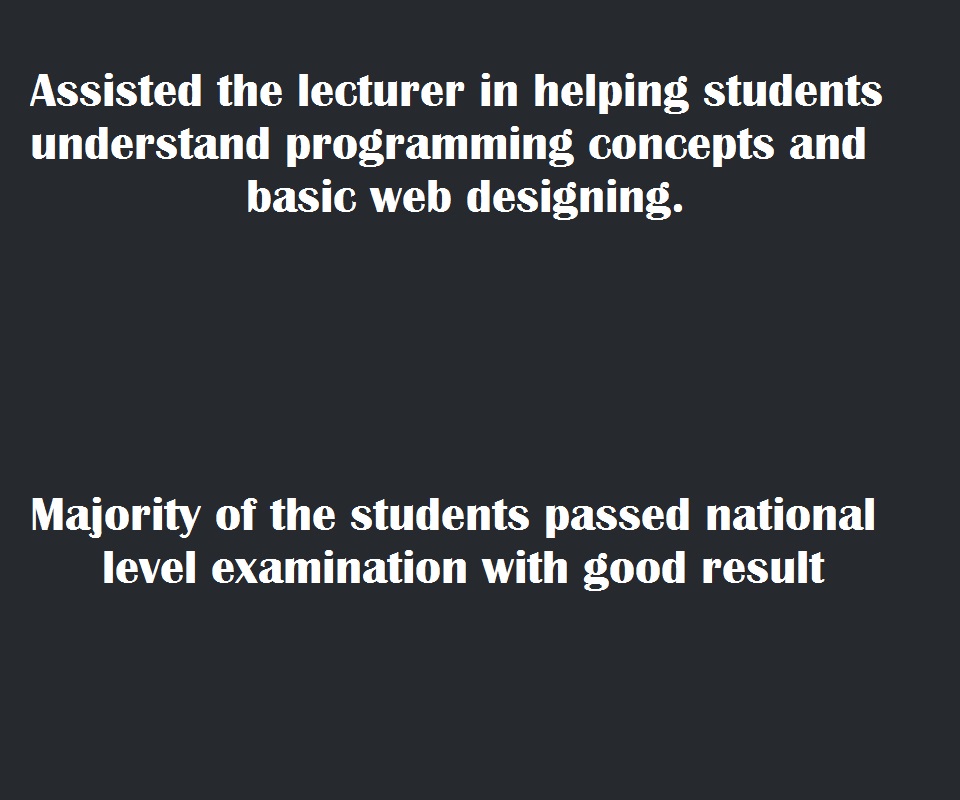 Assisted the lecturer in helping students
understand programming concepts and
basic web designing.
Majority of the students passed national
level examination with good result